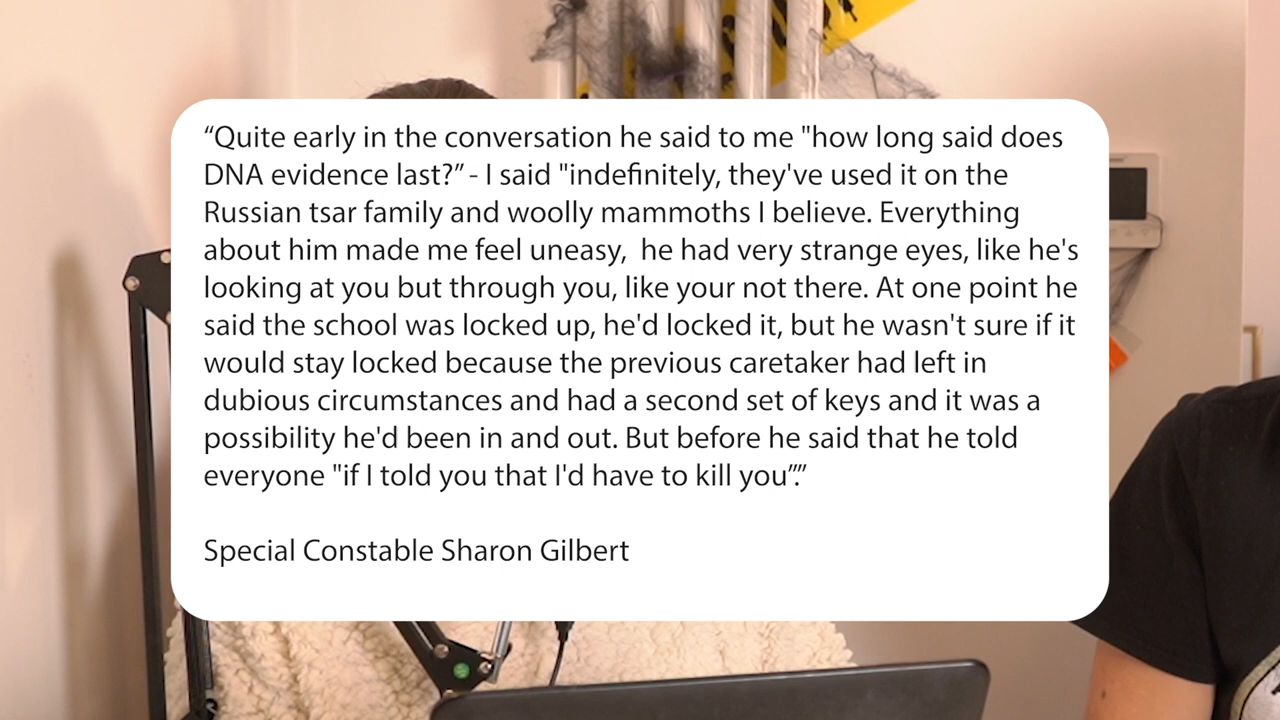 “Quite early in the conversation he said to me "how long said does
DNA evidence last?” - I said "indefinitely, they've used it on the
Russian tsar family and woolly mammoths I believe. Everything
about him made me feel uneasy,  he had very strange eyes, like he's
looking at you but through you, like your not there. At one point he
said the school was locked up, he'd locked it, but he wasn't sure if it
would stay locked because the previous caretaker had left in
dubious circumstances and had a second set of keys and it was a
possibility he'd been in and out. But before he said that he told
everyone "if I told you that I'd have to kill you”.”
Special Constable Sharon Gilbert